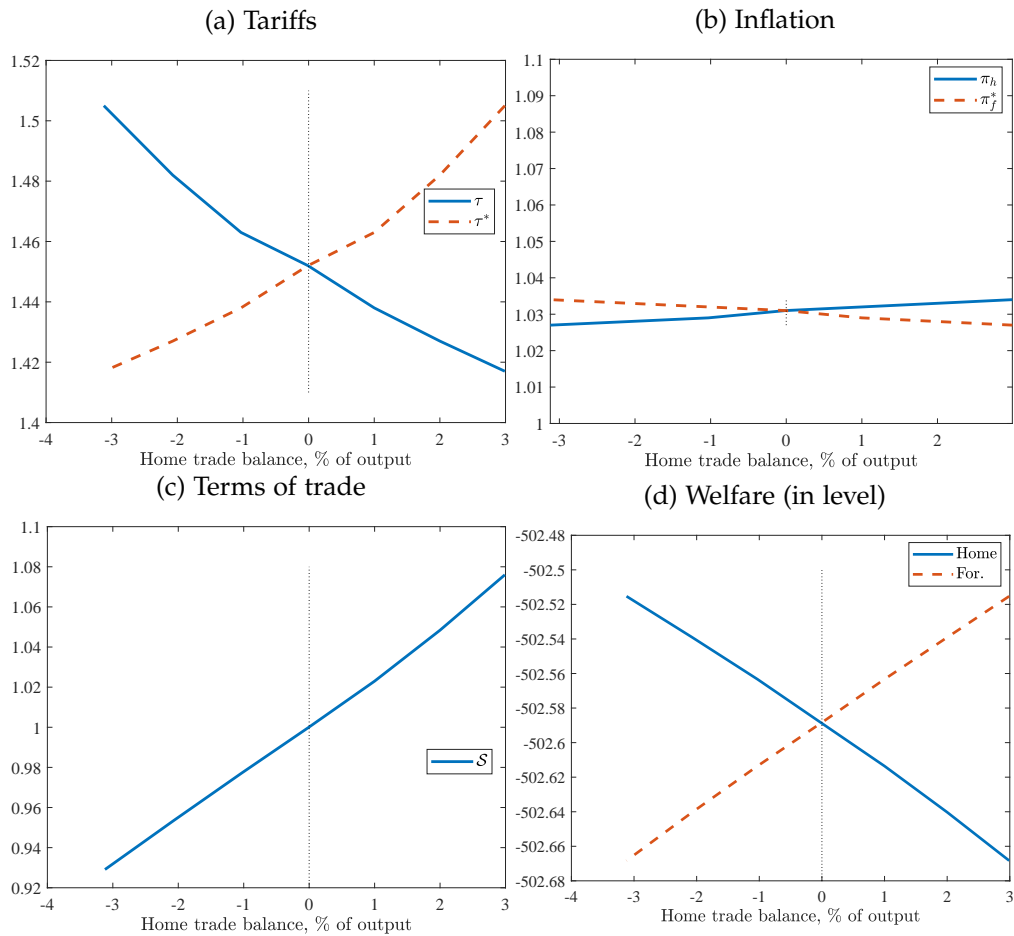 (a) Tariffs
1.52
1.5
1.48
1.46
1.44
1.42
1.4
-4 -3 -2 -1 0 1 2 3
Home trade balance, % of output
τ
τ*
(b) Inflation
1.1
1.09
1.08
1.07
1.06
1.05
1.04
1.03
1.02
1.01
1
-3 -2 -1 0 1 2
Home trade balance, % of output
π_h
π_f^*
(c) Terms of trade
1.1
1.08
1.06
1.04
1.02
1
0.98
0.96
0.94
0.92
-4 -3 -2 -1 0 1 2 3
Home trade balance, % of output
S
(d) Welfare (in level)
-502.48
-502.5
-502.52
-502.54
-502.56
-502.58
-502.6
-502.62
-502.64
-502.66
-502.68
-4 -3 -2 -1 0 1 2 3
Home trade balance, % of output
Home
For.